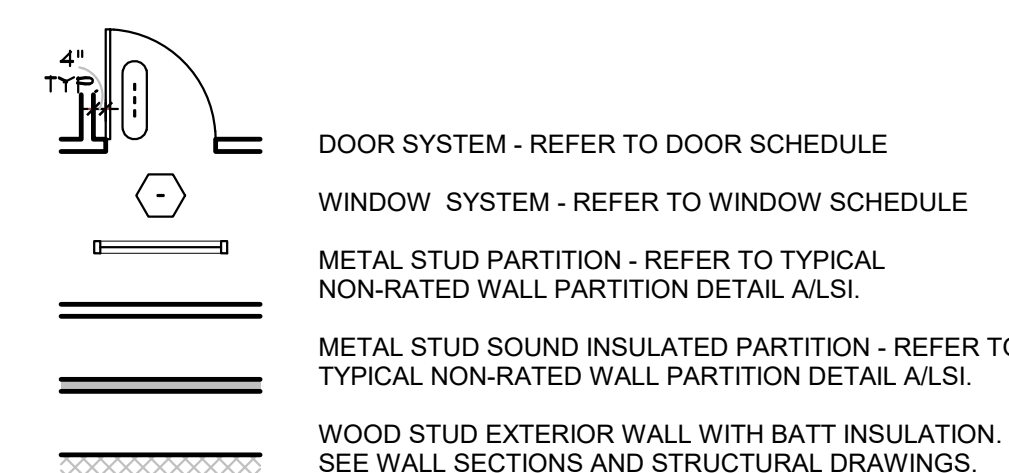 4"
TYP.
DOOR SYSTEM - REFER TO DOOR SCHEDULE
-
WINDOW SYSTEM - REFER TO WINDOW SCHEDULE
METAL STUD PARTITION - REFER TO TYPICAL
NON-RATED WALL PARTITION DETAIL A/LSI.
METAL STUD SOUND INSULATED PARTITION - REFER TO
TYPICAL NON-RATED WALL PARTITION DETAIL A/LSI.
WOOD STUD EXTERIOR WALL WITH BATT INSULATION.
SEE WALL SECTIONS AND STRUCTURAL DRAWINGS.